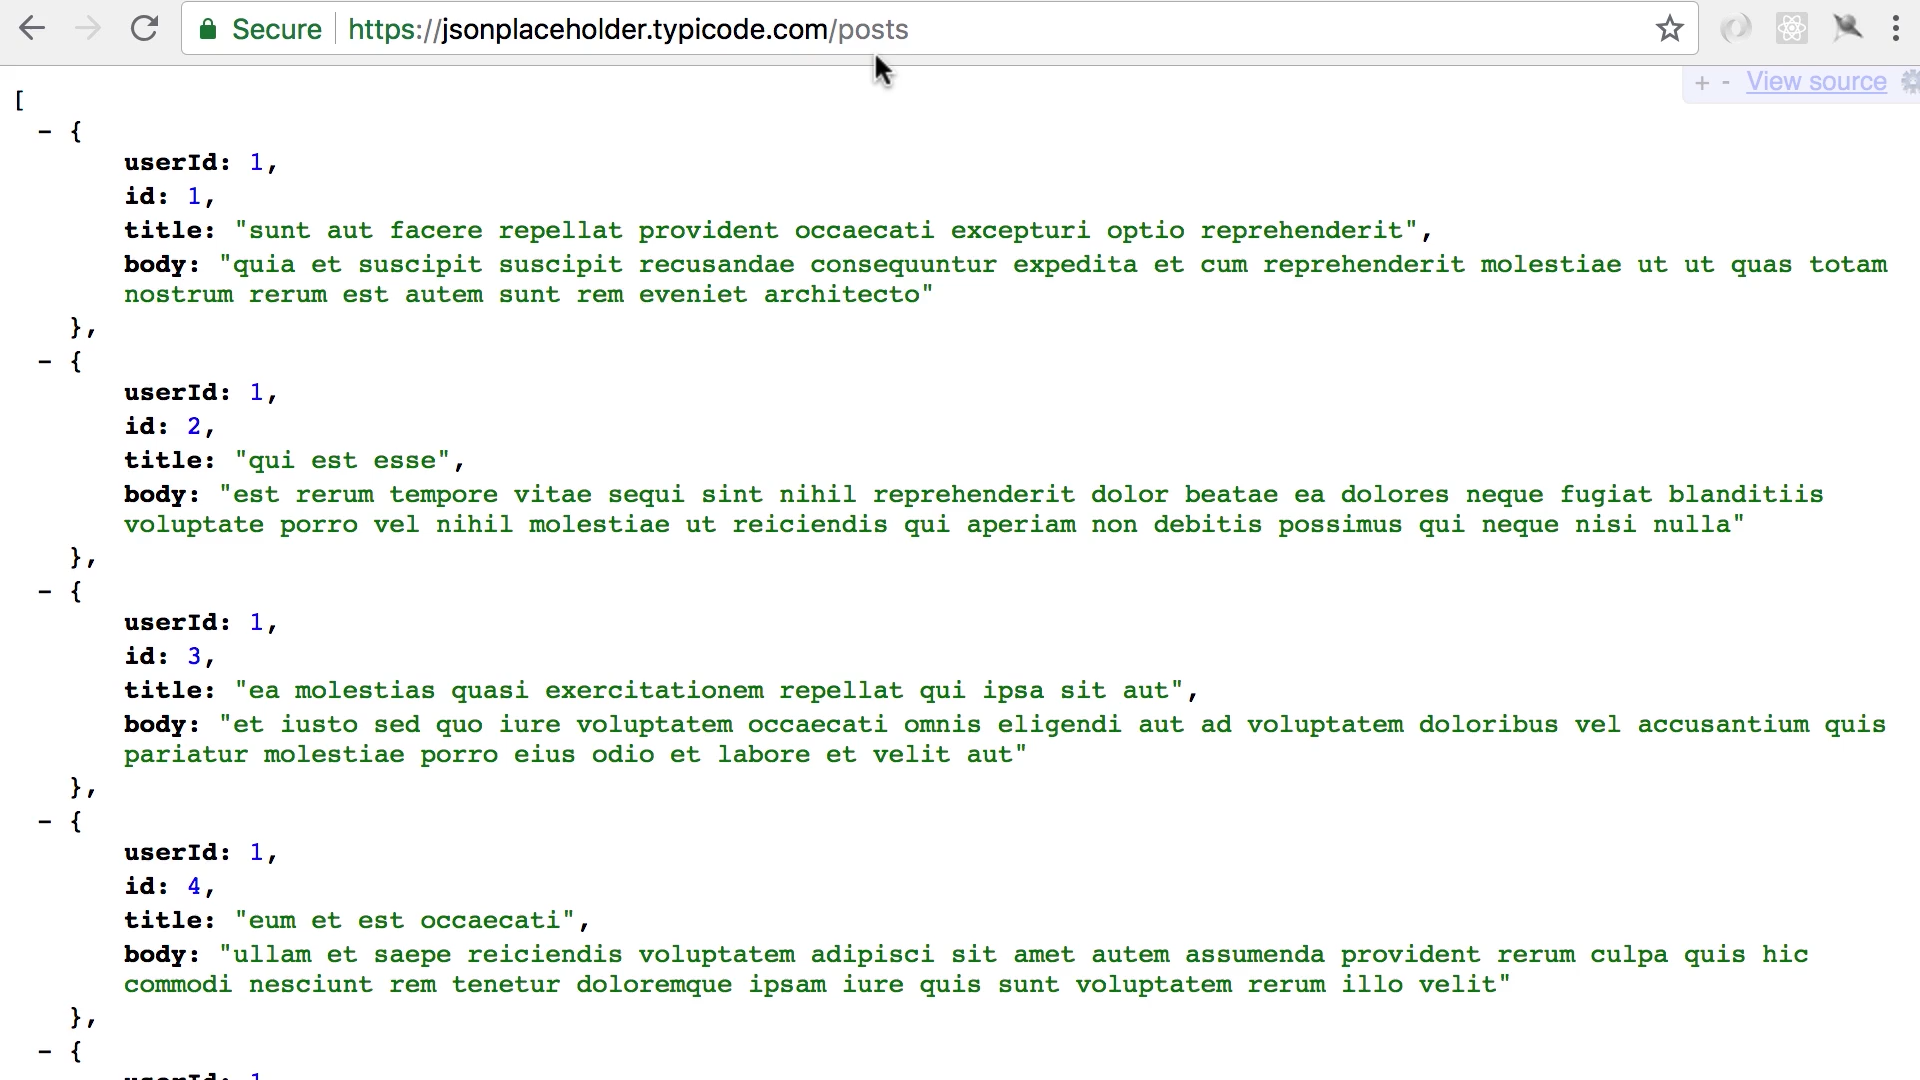 Secure https://jsonplaceholder.typicode.com/posts
+ - View source
[
- {
userId: 1,
id: 1,
title: "sunt aut facere repellat provident occaecati excepturi optio reprehenderit",
body: "quia et suscipit suscipit recusandae consequuntur expedita et cum reprehenderit molestiae ut ut quas totam
nostrum rerum est autem sunt rem eveniet architecto"
},
- {
userId: 1,
id: 2,
title: "qui est esse",
body: "est rerum tempore vitae sequi sint nihil reprehenderit dolor beatae ea dolores neque fugiat blanditiis
voluptate porro vel nihil molestiae ut reiciendis qui aperiam non debitis possimus qui neque nisi nulla"
},
- {
userId: 1,
id: 3,
title: "ea molestias quasi exercitationem repellat qui ipsa sit aut",
body: "et iusto sed quo iure voluptatem occaecati omnis eligendi aut ad voluptatem doloribus vel accusantium quis
pariatur molestiae porro eius odio et labore et velit aut"
},
- {
userId: 1,
id: 4,
title: "eum et est occaecati",
body: "ullam et saepe reiciendis voluptatem adipisci sit amet autem assumenda provident rerum culpa quis hic
commodi nesciunt rem tenetur doloremque ipsam iure quis sunt voluptatem rerum illo velit"
},
- {
userId: 1